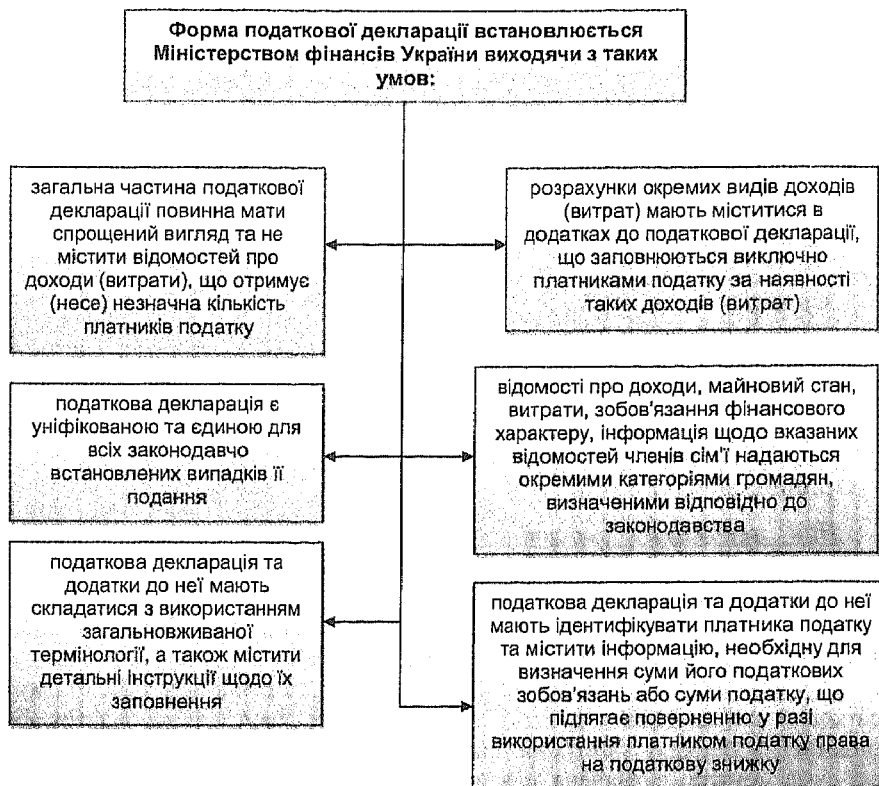 Форма податкової декларації встановлюється
Міністерством фінансів України виходячи з таких
умов:
загальна частина податкової
декларації повинна мати
спрощений вигляд та не
містити відомостей про
доходи (витрати), що отримує
(несе) незначна кількість
платників податку
розрахунки окремих видів доходів
(витрат) мають міститися в
додатках до податкової декларації,
що заповнюються виключно
платниками податку за наявності
таких доходів (витрат)
податкова декларація є
уніфікованою та єдиною для
всіх законодавчо
встановлених випадків її
подання
відомості про доходи, майновий стан,
витрати, зобов'язання фінансового
характеру, інформація щодо вказаних
відомостей членів сім'ї надаються
окремими категоріями громадян,
визначеними відповідно до
законодавства
податкова декларація та
додатки до неї мають
складатися з використанням
загальновживаної
термінології, а також містити
детальні інструкції щодо їх
заповнення
податкова декларація та додатки до неї
мають ідентифікувати платника податку
та містити інформацію, необхідну для
визначення суми його податкових
зобов'язань або суми податку, що
підлягає поверненню у разі
використання платником податку права
на податкову знижку